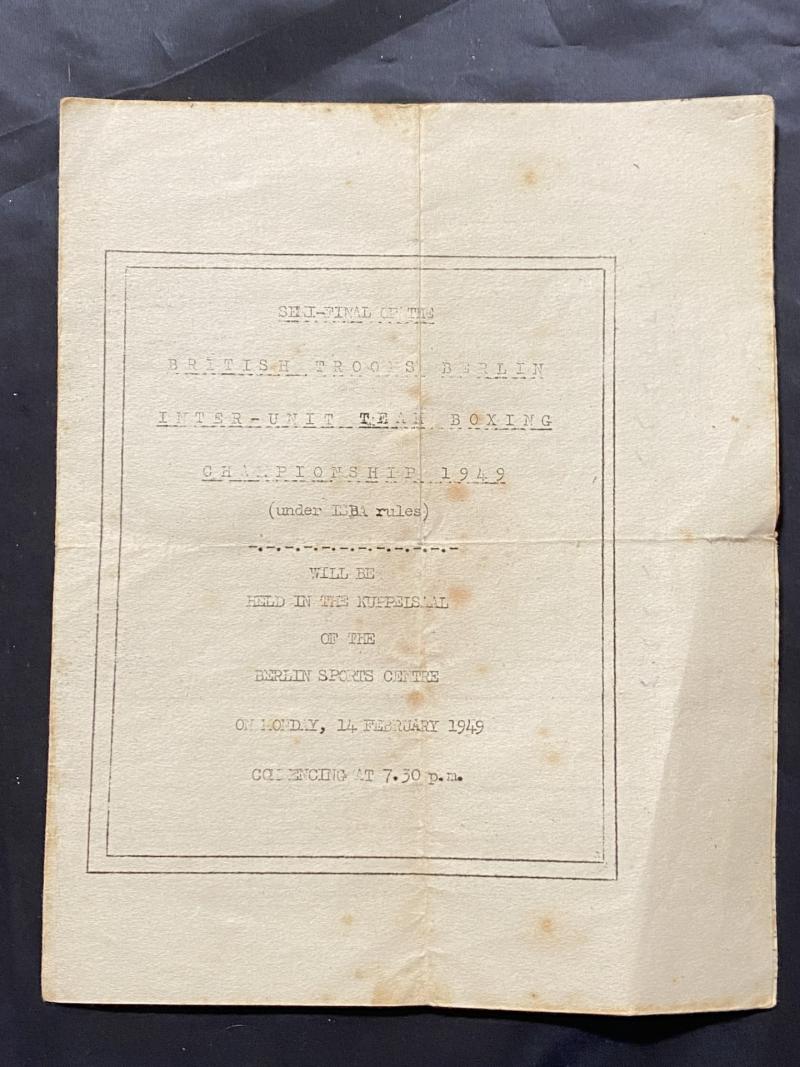 SEMI-FINAL OF THE
BRITISH TROOPS BERLIN
INTER-UNIT TEAM BOXING
CHAMPIONSHIP 1949
(under ISBA rules)
-.-.-.-.-.-.-.-.-.-.-.-
WILL BE
HELD IN THE KUPPELSAAL
OF THE
BERLIN SPORTS CENTRE
ON MONDAY, 14 FEBRUARY 1949
COMMENCING AT 7.30 p.m.